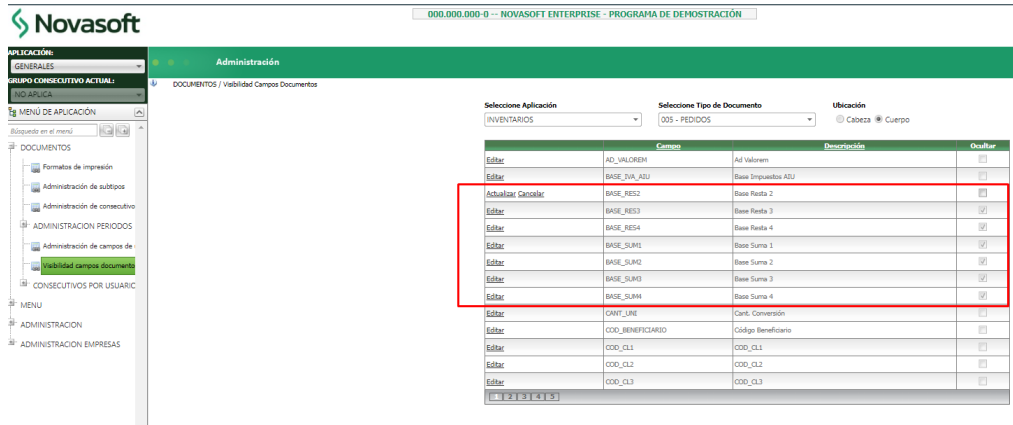 Novasoft
000.000.000-0 -- NOVASOFT ENTERPRISE - PROGRAMA DE DEMOSTRACIÓN
APLICACIÓN:
GENERALES
GRUPO CONSECUTIVO ACTUAL:
NO APLICA
MENÚ DE APLICACIÓN
Búsqueda en el menú
DOCUMENTOS
Formatos de impresión
Administración de subtipos
Administración de consecutivo
ADMINISTRACION PERIODOS
Administración de campos de
Visibilidad campos documento
CONSECUTIVOS POR USUARIO
MENU
ADMINISTRACION
ADMINISTRACION EMPRESAS
Administración
DOCUMENTOS / Visibilidad Campos Documentos
Seleccione Aplicación Seleccione Tipo de Documento Ubicación
INVENTARIOS 005 - PEDIDOS Cabeza Cuerpo
Campo Descripción Ocultar
Editar AD_VALOREM Ad Valorem
Editar BASE_IVA_AIU Base Impuestos AIU
Actualizar Cancelar BASE_RES2 Base Resta 2
Editar BASE_RES3 Base Resta 3
Editar BASE_RES4 Base Resta 4
Editar BASE_SUM1 Base Suma 1
Editar BASE_SUM2 Base Suma 2
Editar BASE_SUM3 Base Suma 3
Editar BASE_SUM4 Base Suma 4
Editar CANT_UNI Cant. Conversión
Editar COD_BENEFICIARIO Código Beneficiario
Editar COD_CL1 COD_CL1
Editar COD_CL2 COD_CL2
Editar COD_CL3 COD_CL3
1 2 3 4 5